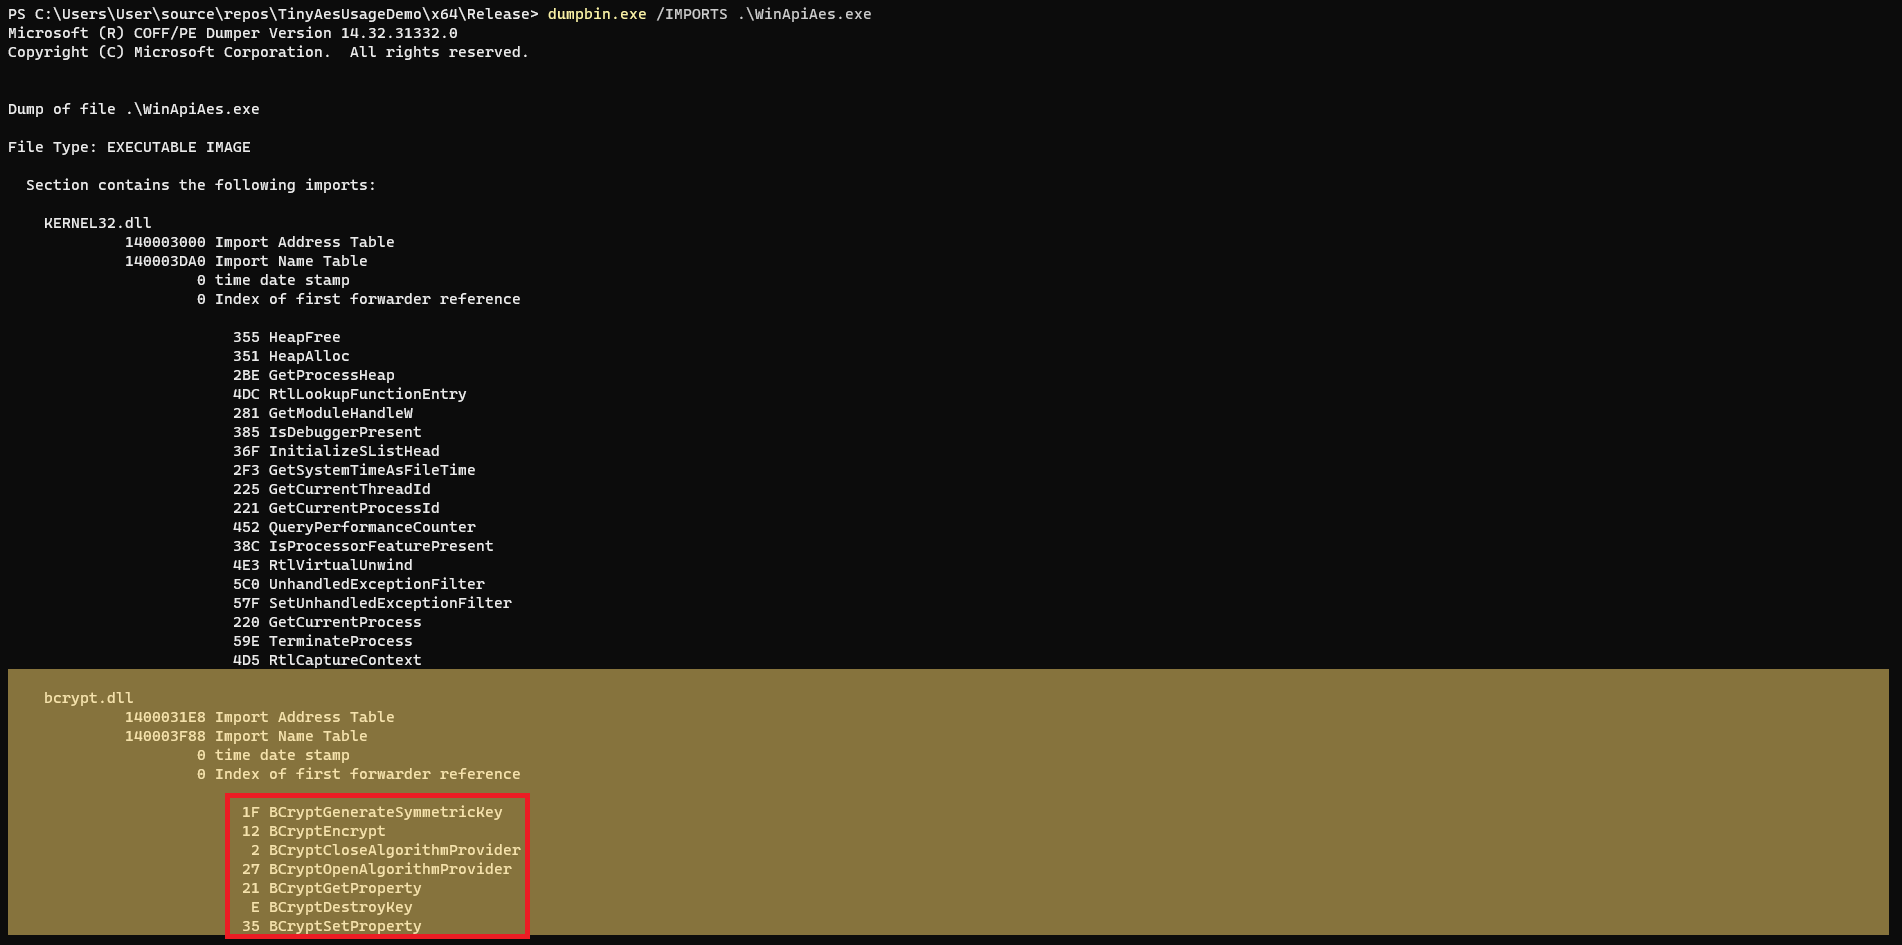 PS C:\Users\User\source\repos\TinyAesUsageDemo\x64\Release> dumpbin.exe /IMPORTS .\WinApiAes.exe
Microsoft (R) COFF/PE Dumper Version 14.32.31332.0
Copyright (C) Microsoft Corporation.  All rights reserved.
Dump of file .\WinApiAes.exe
File Type: EXECUTABLE IMAGE
Section contains the following imports:
KERNEL32.dll
140003000 Import Address Table
140003DA0 Import Name Table
0 time date stamp
0 Index of first forwarder reference
355 HeapFree
351 HeapAlloc
2BE GetProcessHeap
4DC RtlLookupFunctionEntry
281 GetModuleHandleW
385 IsDebuggerPresent
36F InitializeSListHead
2F3 GetSystemTimeAsFileTime
225 GetCurrentThreadId
221 GetCurrentProcessId
452 QueryPerformanceCounter
38C IsProcessorFeaturePresent
4E3 RtlVirtualUnwind
5C0 UnhandledExceptionFilter
57F SetUnhandledExceptionFilter
220 GetCurrentProcess
59E TerminateProcess
4D5 RtlCaptureContext
bcrypt.dll
1400031E8 Import Address Table
140003F88 Import Name Table
0 time date stamp
0 Index of first forwarder reference
1F BCryptGenerateSymmetricKey
12 BCryptEncrypt
2 BCryptCloseAlgorithmProvider
27 BCryptOpenAlgorithmProvider
21 BCryptGetProperty
E BCryptDestroyKey
35 BCryptSetProperty